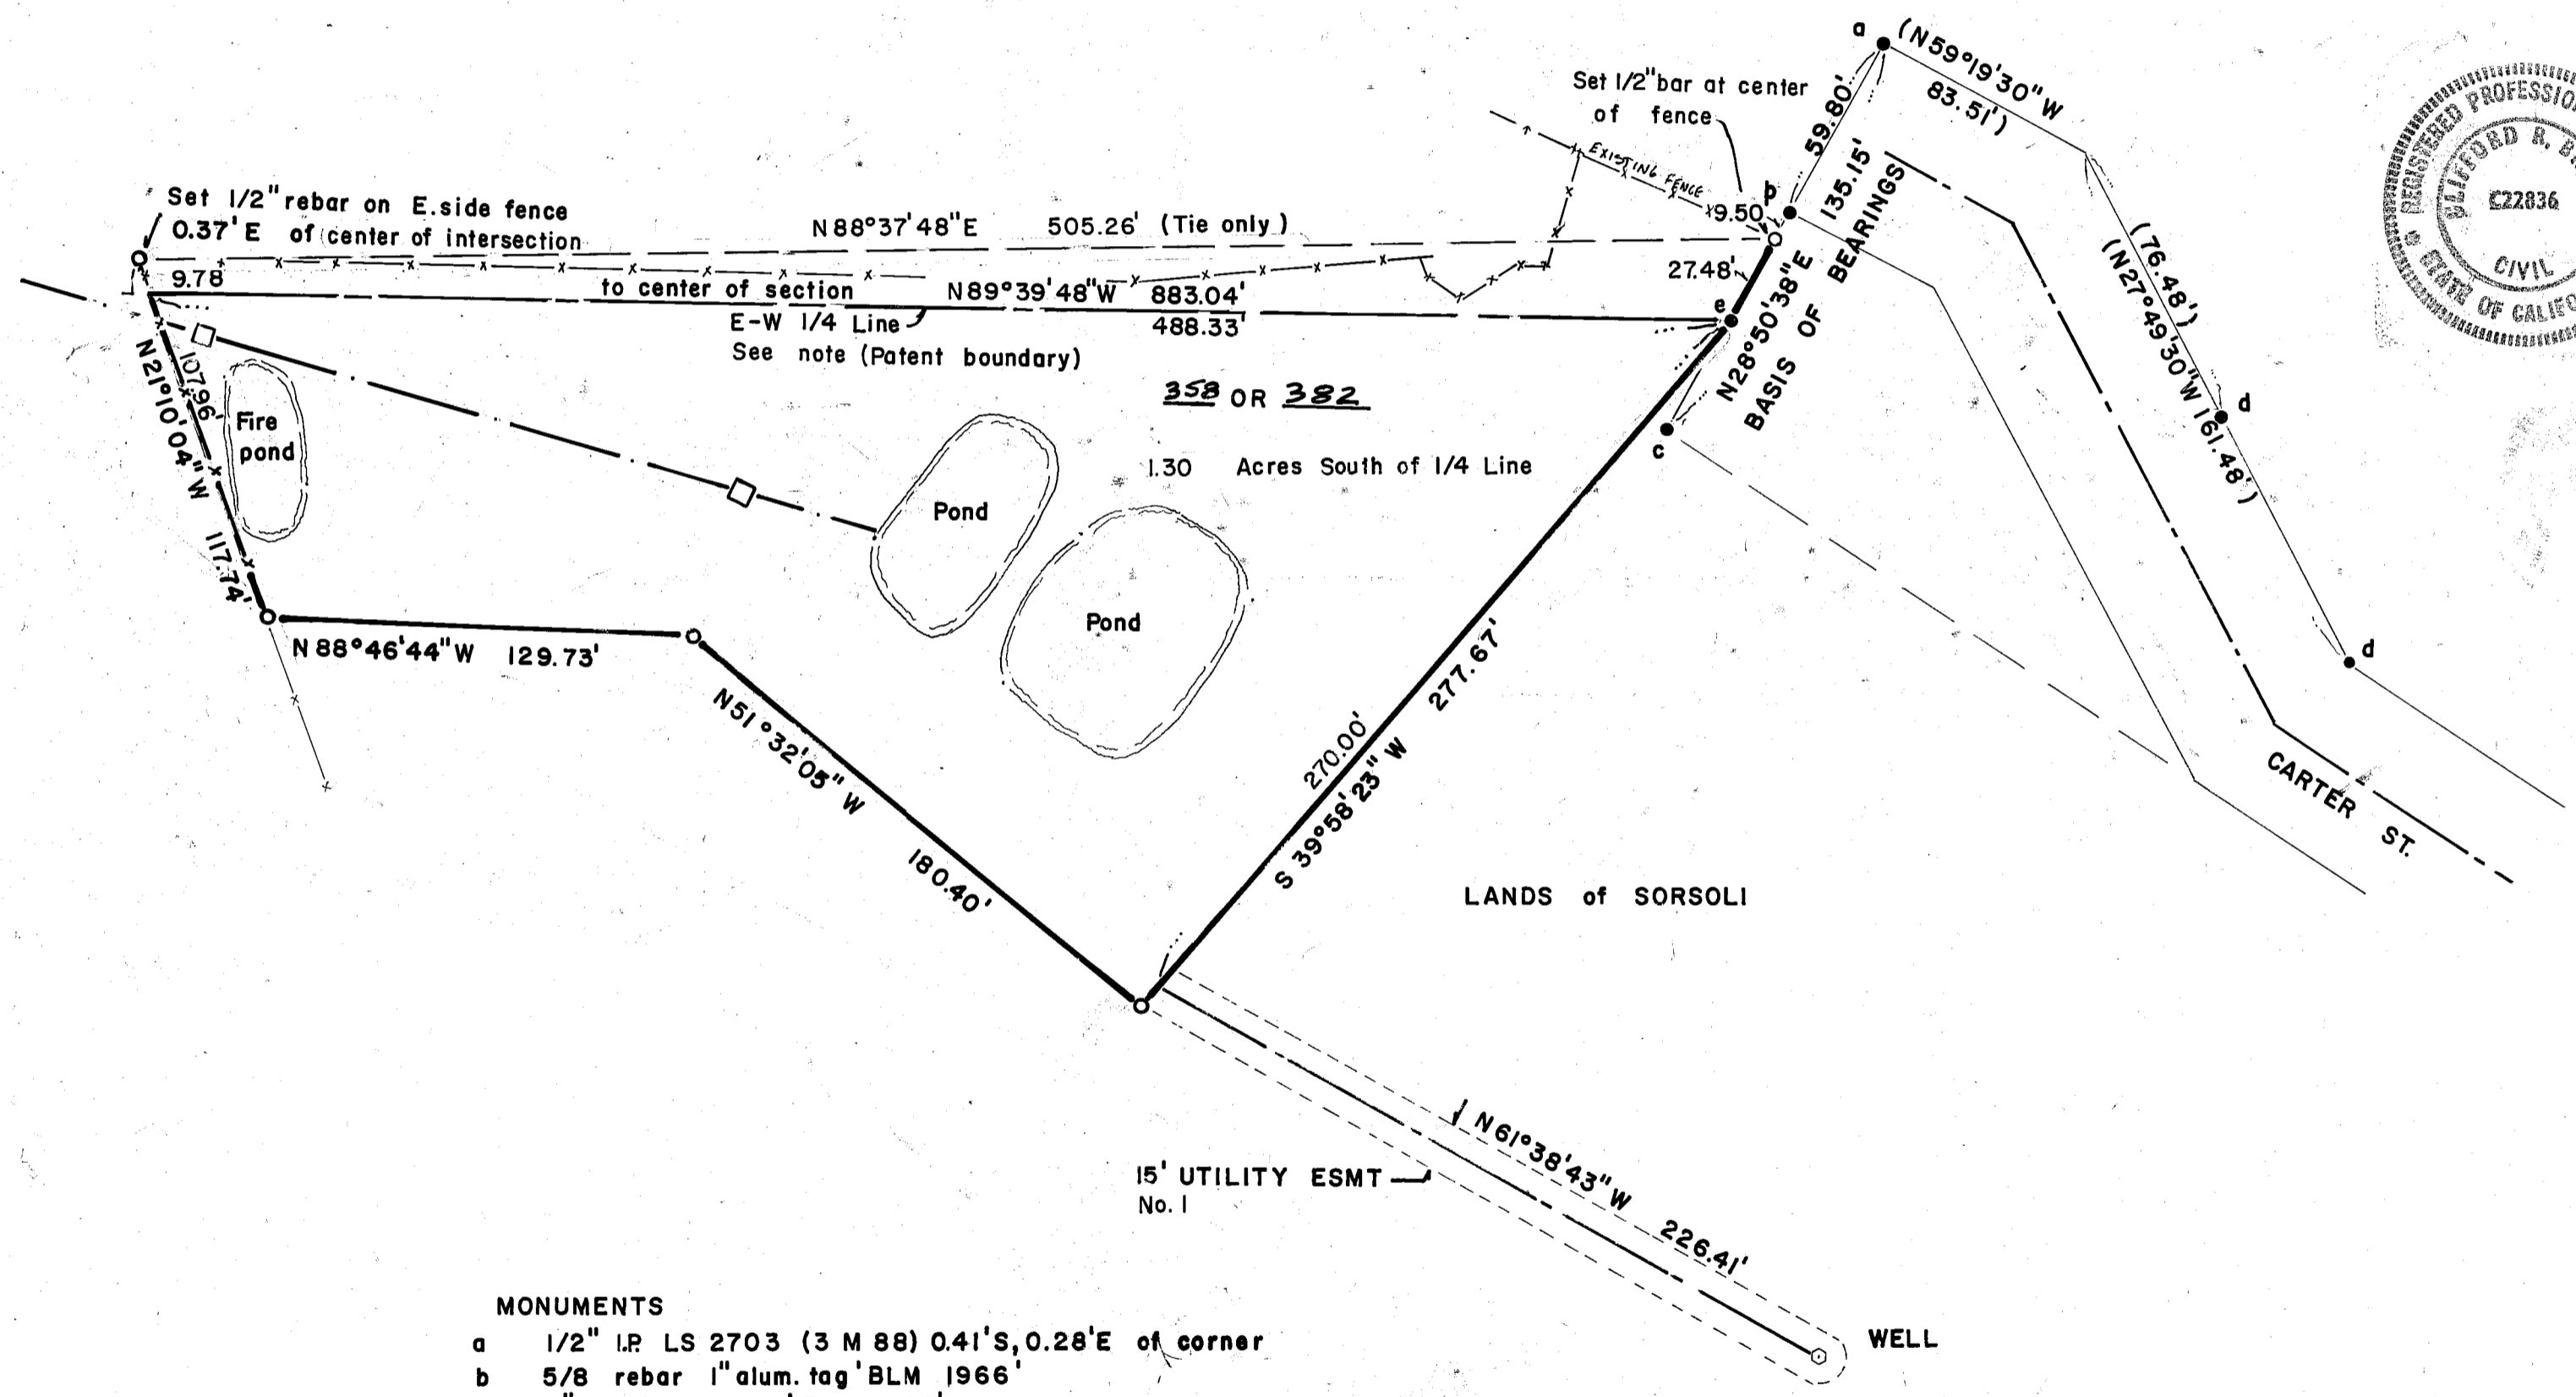 a
(N59°19'30"W
83.51')
Set 1/2" bar at center
of fence
59.80'
135.15'
EXISTING FENCE
9.50
b
Set 1/2" rebar on E. side fence
0.37' E of center of intersection
N88°37'48"E 505.26' (Tie only)
9.78
to center of section N89°39'48"W 883.04'
E-W 1/4 Line
488.33'
See note (Patent boundary)
27.48'
e
N28°50'38"E
BASIS OF BEARINGS
c
(76.48')
(N27°49'30"W 161.48')
d
d
REGISTERED PROFESSIO
CLIFFORD R. B
C22836
CIVIL
STATE OF CALIFO
358 OR 382
1.30 Acres South of 1/4 Line
N21°10'04"W 117.74'
107.96'
Fire
pond
Pond
Pond
N88°46'44"W 129.73'
N51°32'05"W
180.40'
270.00'
S 39°58'23" W 277.67'
CARTER ST.
LANDS of SORSOLI
15' UTILITY ESMT
No. 1
N61°38'43"W 226.41'
WELL
MONUMENTS
a 1/2" I.P. LS 2703 (3 M 88) 0.41'S, 0.28'E of corner
b 5/8 rebar 1" alum. tag 'BLM 1966'